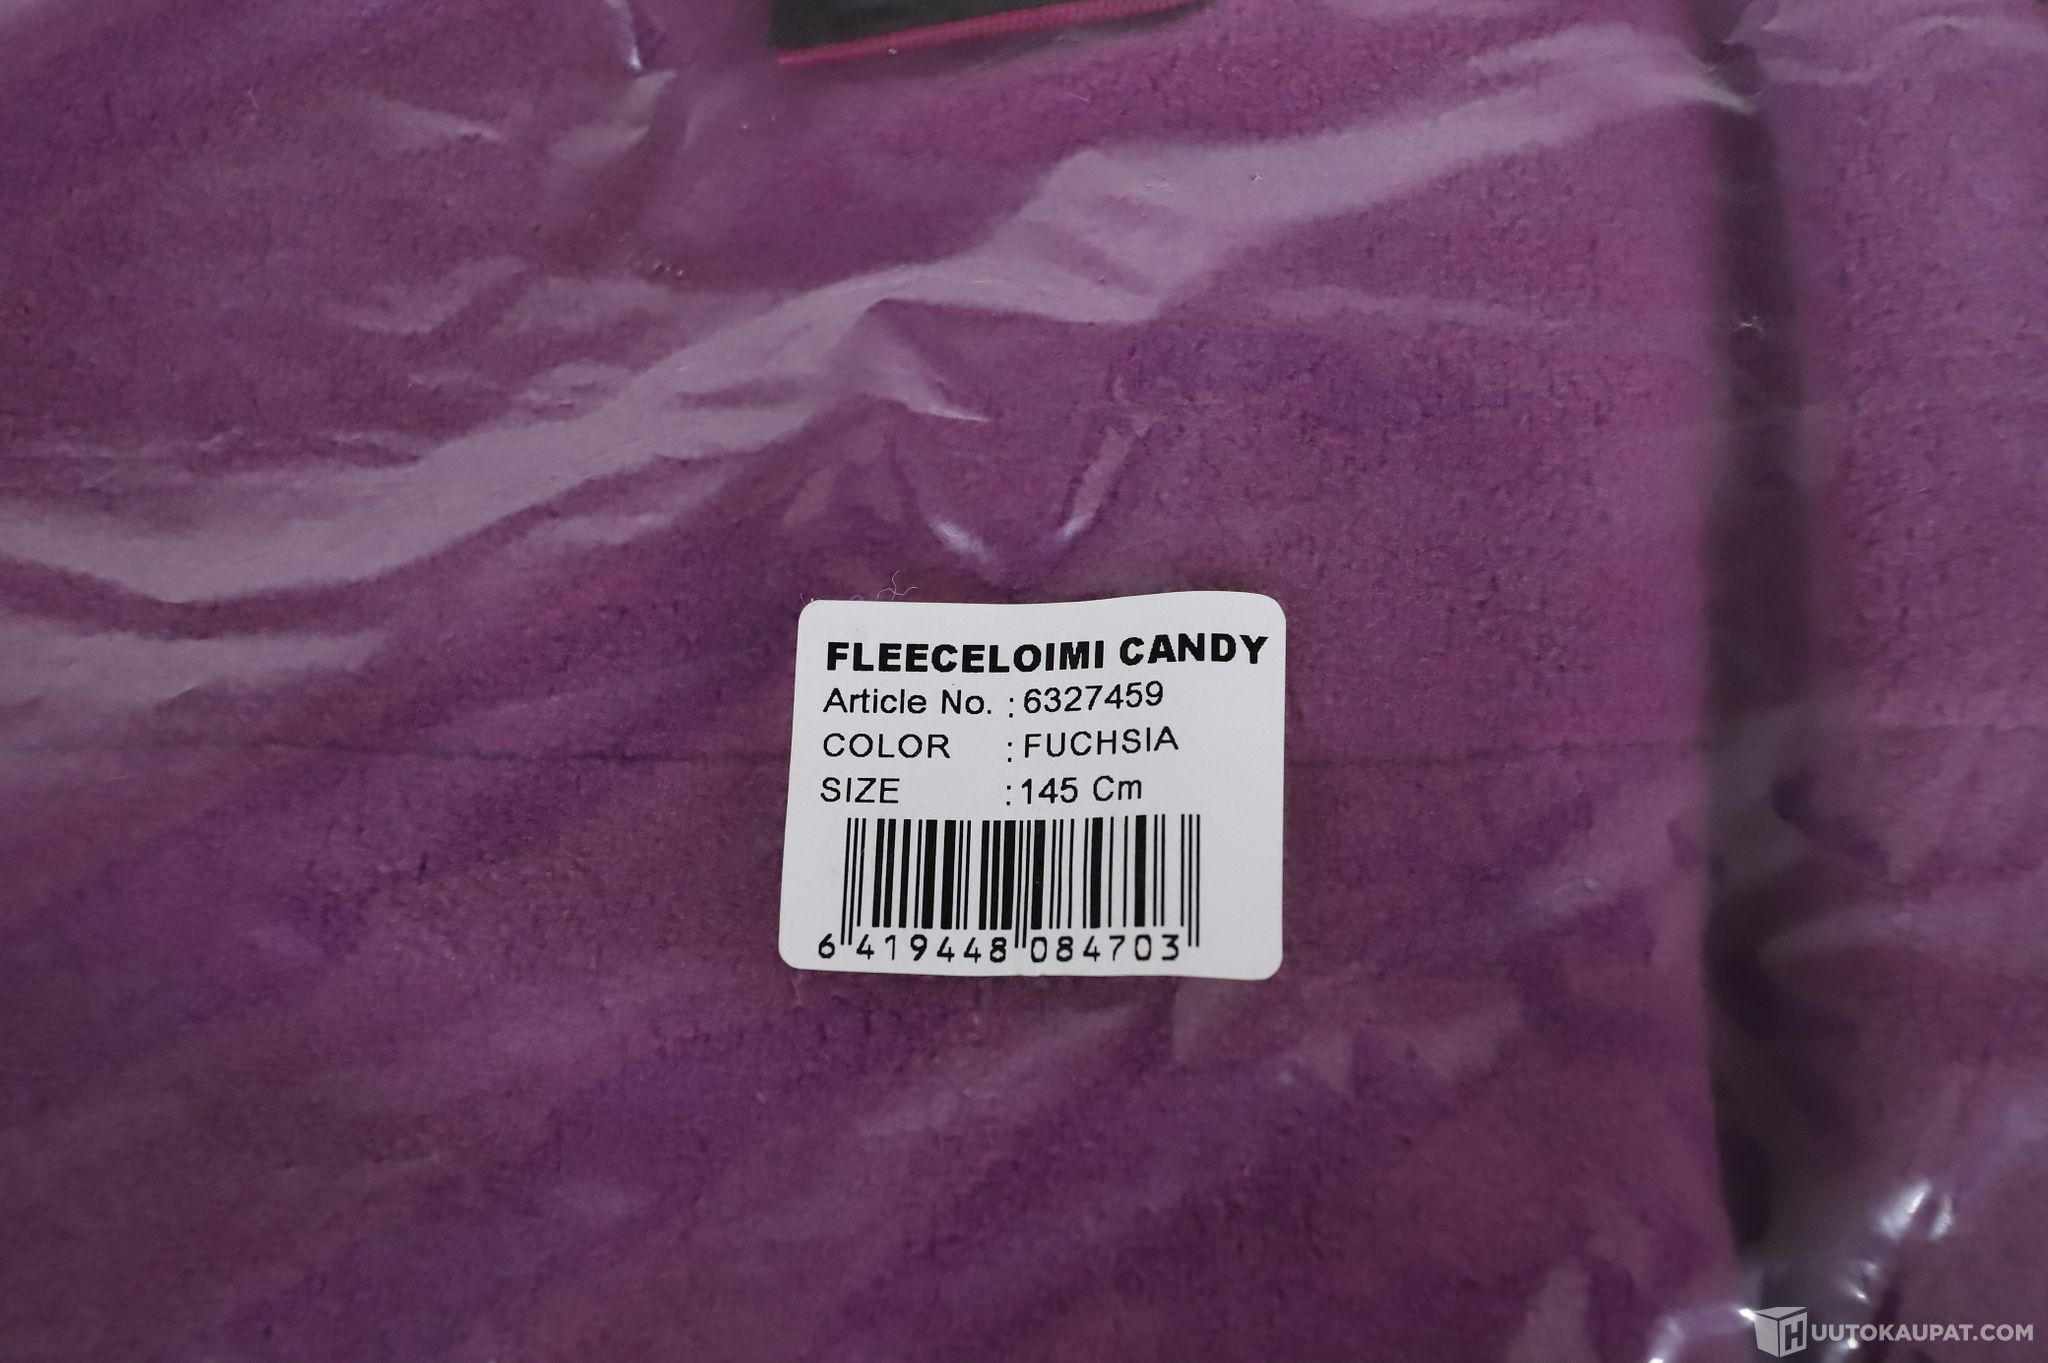 FLEECELOIMI CANDY
Article No. : 6327459
COLOR : FUCHSIA
SIZE : 145 Cm
6 419448 084703
HUUTOKAUPAT.COM